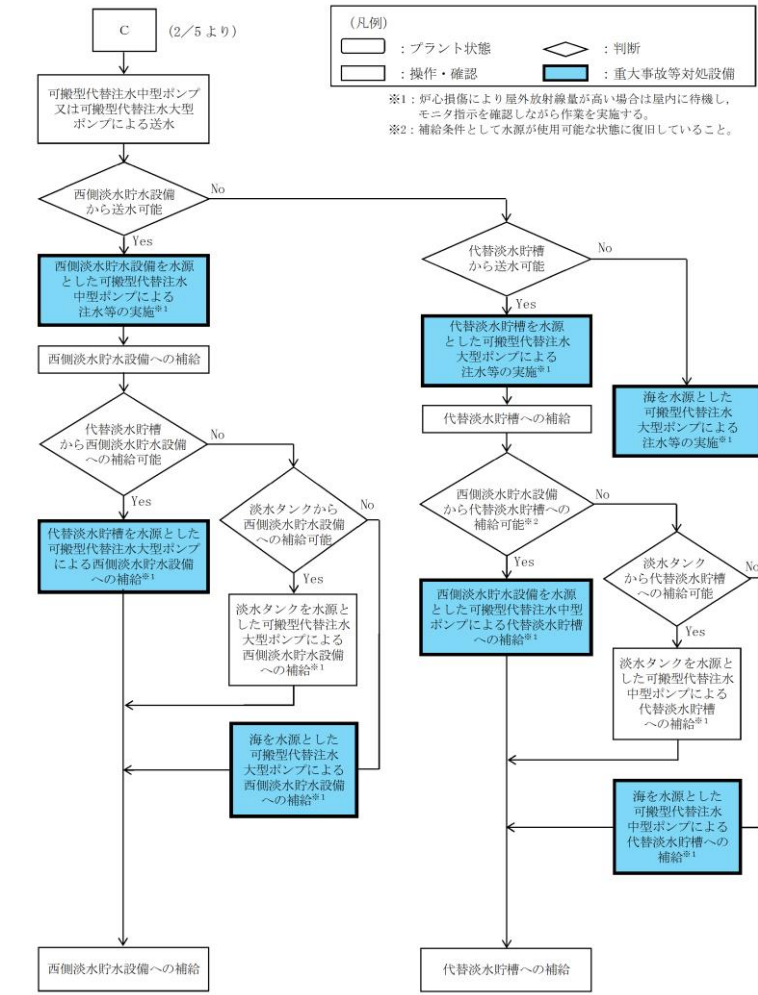 C
(2/5より)
(凡例)
：プラント状態
：判断
：操作・確認
：重大事故等対処設備
※1：炉心損傷により屋外放射線量が高い場合は屋内に待機し，
モニタ指示を確認しながら作業を実施する。
※2：補給条件として水源が使用可能な状態に復旧していること。
可搬型代替注水中型ポンプ
又は可搬型代替注水大型
ポンプによる送水
西側淡水貯水設備
から送水可能
No
Yes
西側淡水貯水設備を水源
とした可搬型代替注水
中型ポンプによる
注水等の実施※1
西側淡水貯水設備への補給
代替淡水貯槽
から西側淡水貯水設備
への補給可能
No
Yes
代替淡水貯槽を水源とした
可搬型代替注水大型ポンプ
による西側淡水貯水設備
への補給※1
淡水タンクから
西側淡水貯水設備
への補給可能
No
Yes
淡水タンクを水源と
した可搬型代替注水
大型ポンプによる
西側淡水貯水設備
への補給※1
海を水源とした
可搬型代替注水
大型ポンプによる
西側淡水貯水設備
への補給※1
西側淡水貯水設備への補給
代替淡水貯槽
から送水可能
No
Yes
代替淡水貯槽を水源
とした可搬型代替注水
大型ポンプによる
注水等の実施※1
海を水源とした
可搬型代替注水
大型ポンプによる
注水等の実施※1
代替淡水貯槽への補給
西側淡水貯水設備
から代替淡水貯槽への
補給可能※2
No
Yes
西側淡水貯水設備を水源
とした可搬型代替注水中型
ポンプによる代替淡水貯槽
への補給※1
淡水タンク
から代替淡水貯槽
への補給可能
No
Yes
淡水タンクを水源と
した可搬型代替注水
中型ポンプによる
代替淡水貯槽
への補給※1
海を水源とした
可搬型代替注水
中型ポンプによる
代替淡水貯槽への
補給※1
代替淡水貯槽への補給